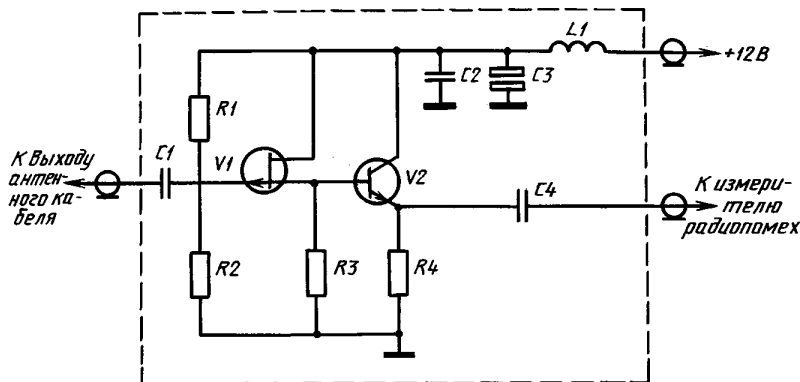 L1
+12В
C2
C3
R1
К выходу
антен-
ного ка-
беля
C1
V1
V2
C4
К измери-
телю
радиопомех
R2
R3
R4